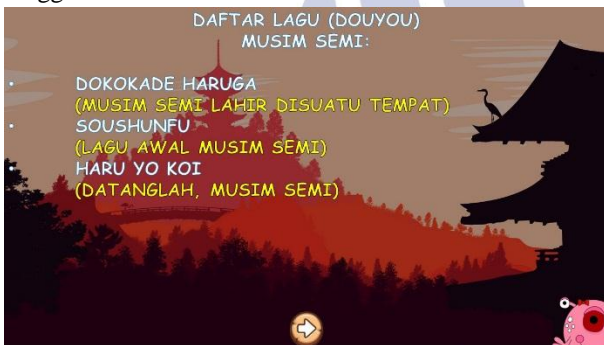 DAFTAR LAGU (DOUYOU)
MUSIM SEMI:
• DOKOKADE HARUGA
(MUSIM SEMI LAHIR DISUATU TEMPAT)
• SOUSHUNFU
(LAGU AWAL MUSIM SEMI)
• HARU YO KOI
(DATANGLAH, MUSIM SEMI)